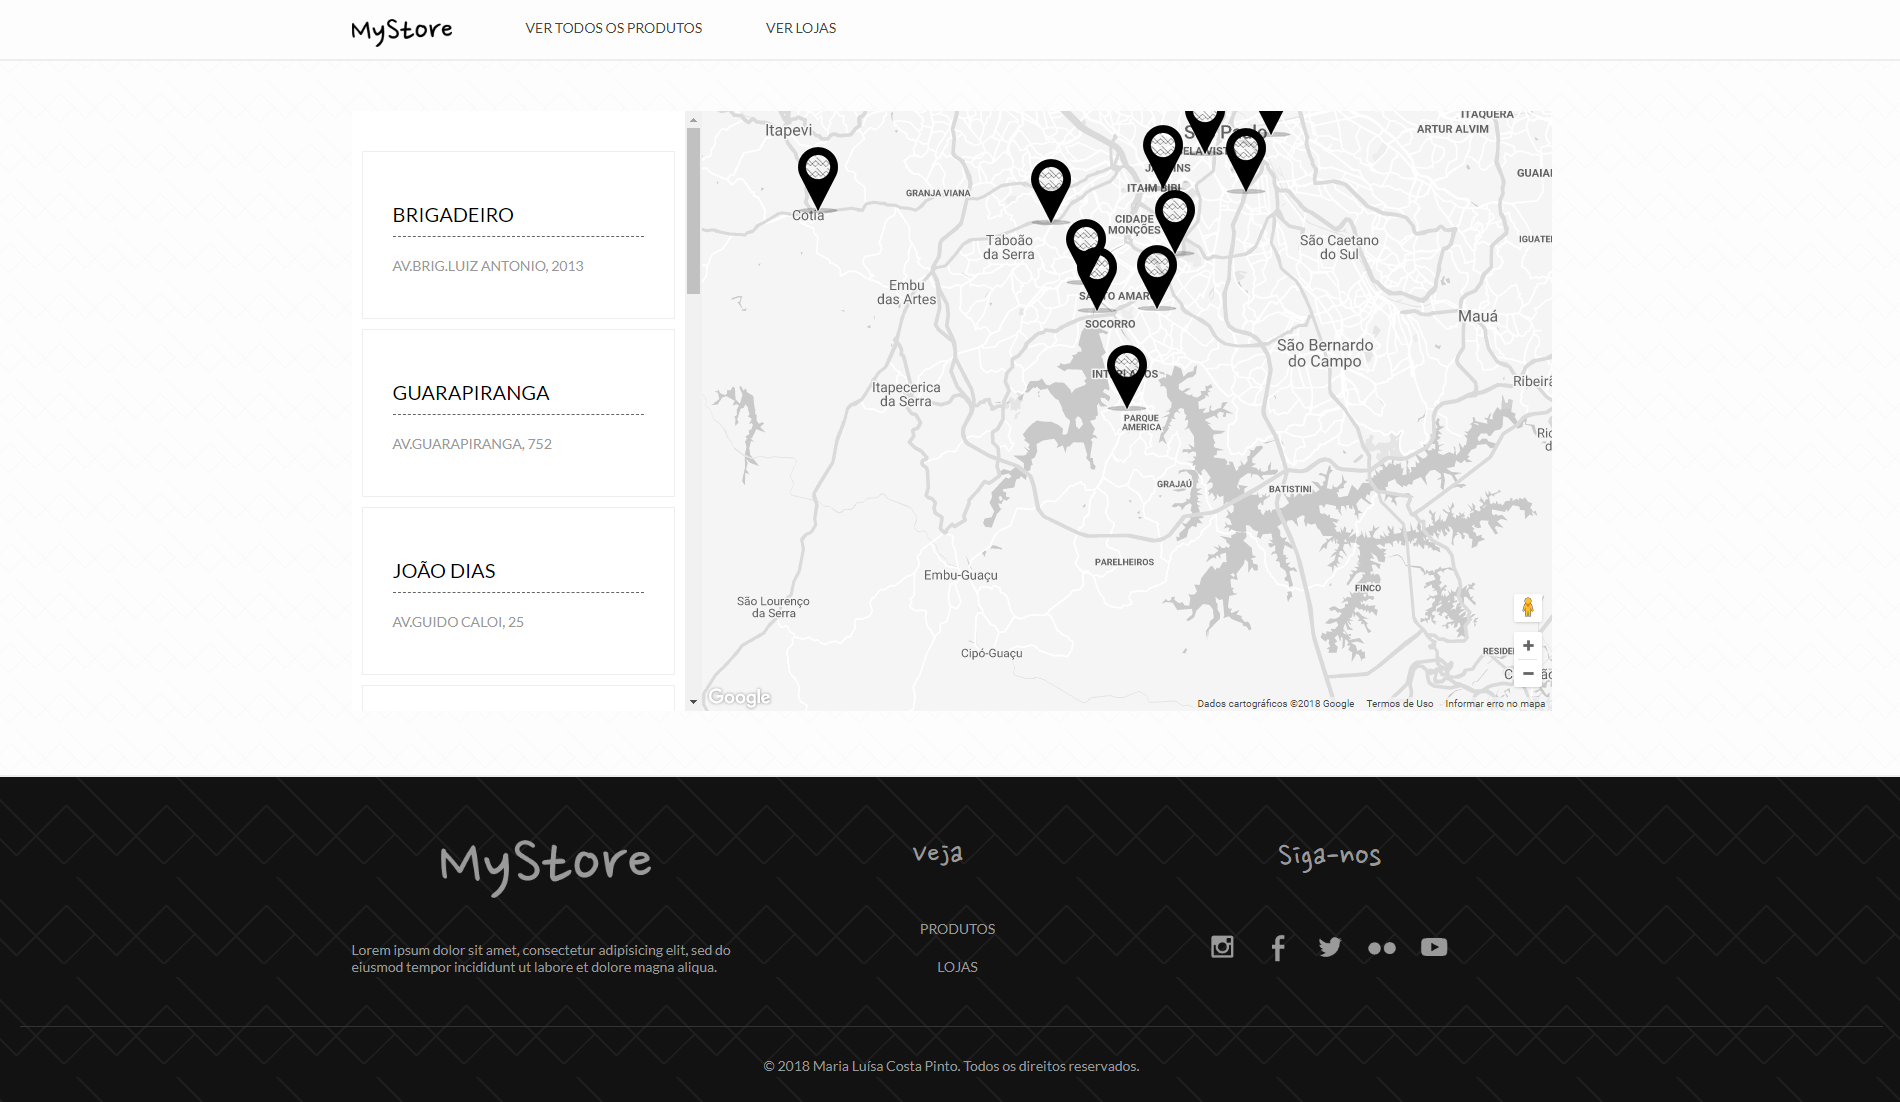 MyStore
VER TODOS OS PRODUTOS
VER LOJAS
BRIGADEIRO
AV.BRIG.LUIZ ANTONIO, 2013
GUARAPIRANGA
AV.GUARAPIRANGA, 752
JOÃO DIAS
AV.GUIDO CALOI, 25
Itapevi
ITAQUERA
ARTUR ALVIM
GRANJA VIANA
ITAIM BIBI
Cotia
CIDADE
MONÇÕES
Taboão
da Serra
São Caetano
do Sul
Embu
das Artes
SOCORRO
Mauá
São Bernardo
do Campo
Itapecerica
da Serra
PARQUE
AMERICA
GRAJAÚ
BATISTINI
PARELHEIROS
Embu-Guaçu
FINCO
São Lourenço
da Serra
Cipó-Guaçu
Google
Dados cartográficos ©2018 Google
Termos de Uso
Informar erro no mapa
MyStore
Lorem ipsum dolor sit amet, consectetur adipisicing elit, sed do
eiusmod tempor incididunt ut labore et dolore magna aliqua.
Veja
PRODUTOS
LOJAS
Siga-nos
© 2018 Maria Luísa Costa Pinto. Todos os direitos reservados.